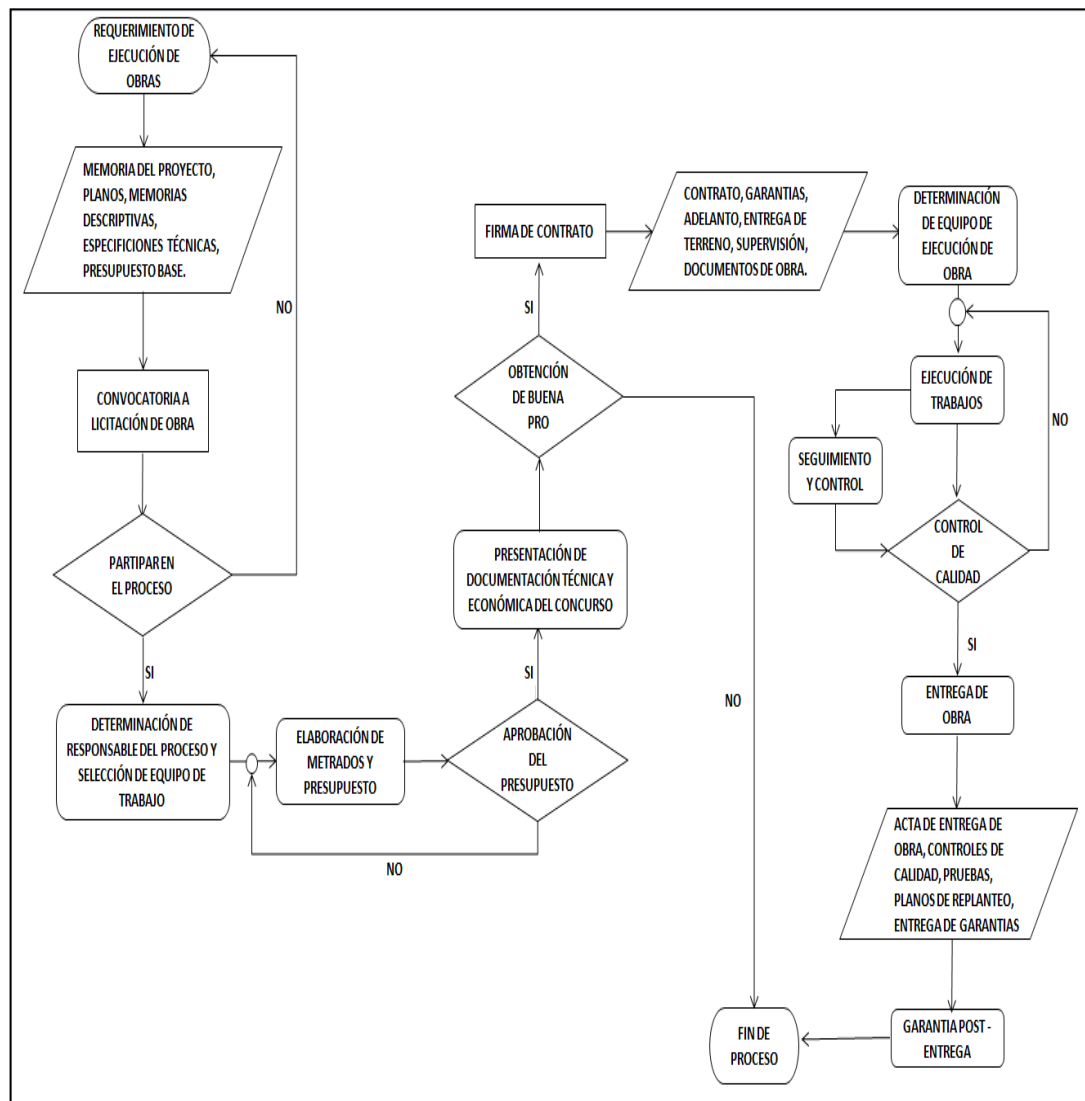 REQUERIMIENTO DE
EJECUCIÓN DE
OBRAS
MEMORIA DEL PROYECTO,
PLANOS, MEMORIAS
DESCRIPTIVAS,
ESPECIFICIONES TÉCNICAS,
PRESUPUESTO BASE.
NO
CONVOCATORIA A
LICITACIÓN DE OBRA
PARTIPAR EN
EL PROCESO
SI
DETERMINACIÓN DE
RESPONSABLE DEL PROCESO Y
SELECCIÓN DE EQUIPO DE
TRABAJO
ELABORACIÓN DE
METRADOS Y
PRESUPUESTO
APROBACIÓN
DEL
PRESUPUESTO
NO
SI
PRESENTACIÓN DE
DOCUMENTACIÓN TÉCNICA Y
ECONÓMICA DEL CONCURSO
OBTENCIÓN
DE BUENA
PRO
SI
NO
FIRMA DE CONTRATO
CONTRATO, GARANTIAS,
ADELANTO, ENTREGA DE
TERRENO, SUPERVISIÓN,
DOCUMENTOS DE OBRA.
DETERMINACIÓN
DE EQUIPO DE
EJECUCIÓN DE
OBRA
EJECUCIÓN DE
TRABAJOS
NO
SEGUIMIENTO
Y CONTROL
CONTROL
DE
CALIDAD
SI
ENTREGA DE
OBRA
ACTA DE ENTREGA DE
OBRA, CONTROLES DE
CALIDAD, PRUEBAS,
PLANOS DE REPLANTEO,
ENTREGA DE GARANTIAS
GARANTIA POST -
ENTREGA
FIN DE
PROCESO